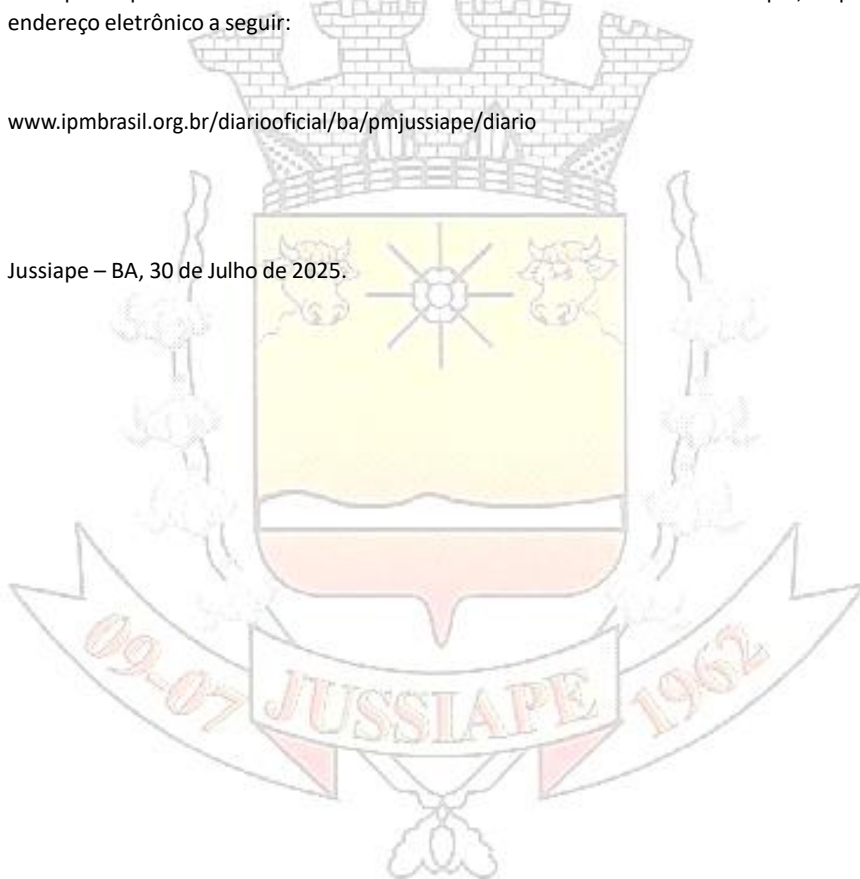 endereço eletrônico a seguir:
www.ipmbrasil.org.br/diariooficial/ba/pmjussiape/diario
Jussiape – BA, 30 de Julho de 2025.
09-07
JUSSIAPE
1962